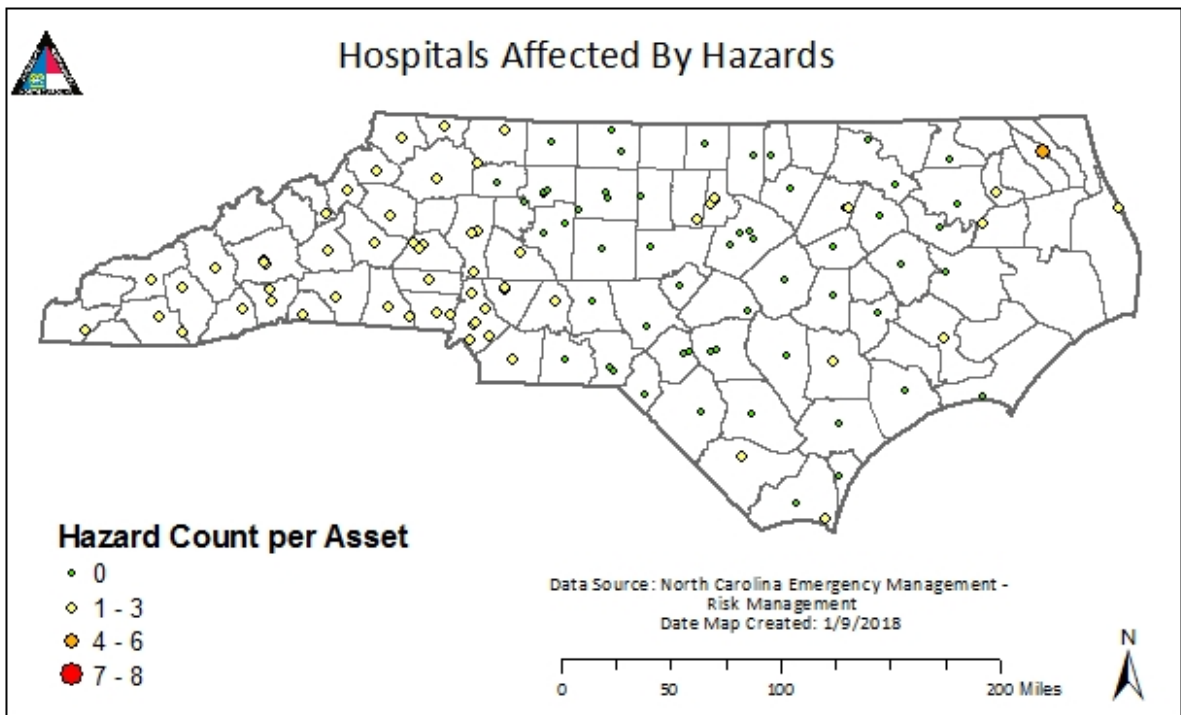 Hospitals Affected By Hazards
Hazard Count per Asset
0
1 - 3
4 - 6
7 - 8
Data Source: North Carolina Emergency Management -
Risk Management
Date Map Created: 1/9/2018
0 50 100 200 Miles
N